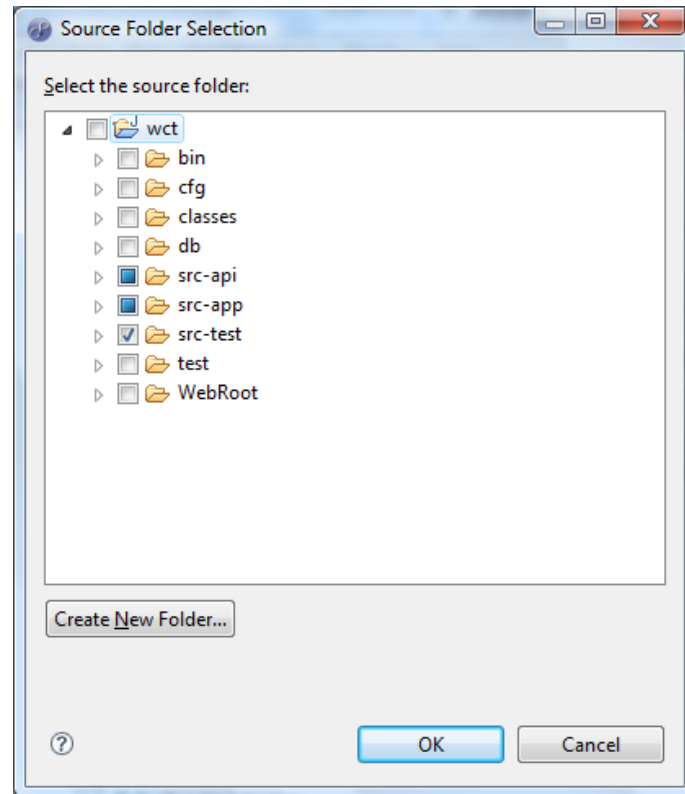 Source Folder Selection
Select the source folder:
wct
bin
cfg
classes
db
src-api
src-app
src-test
test
WebRoot
Create New Folder...
OK Cancel